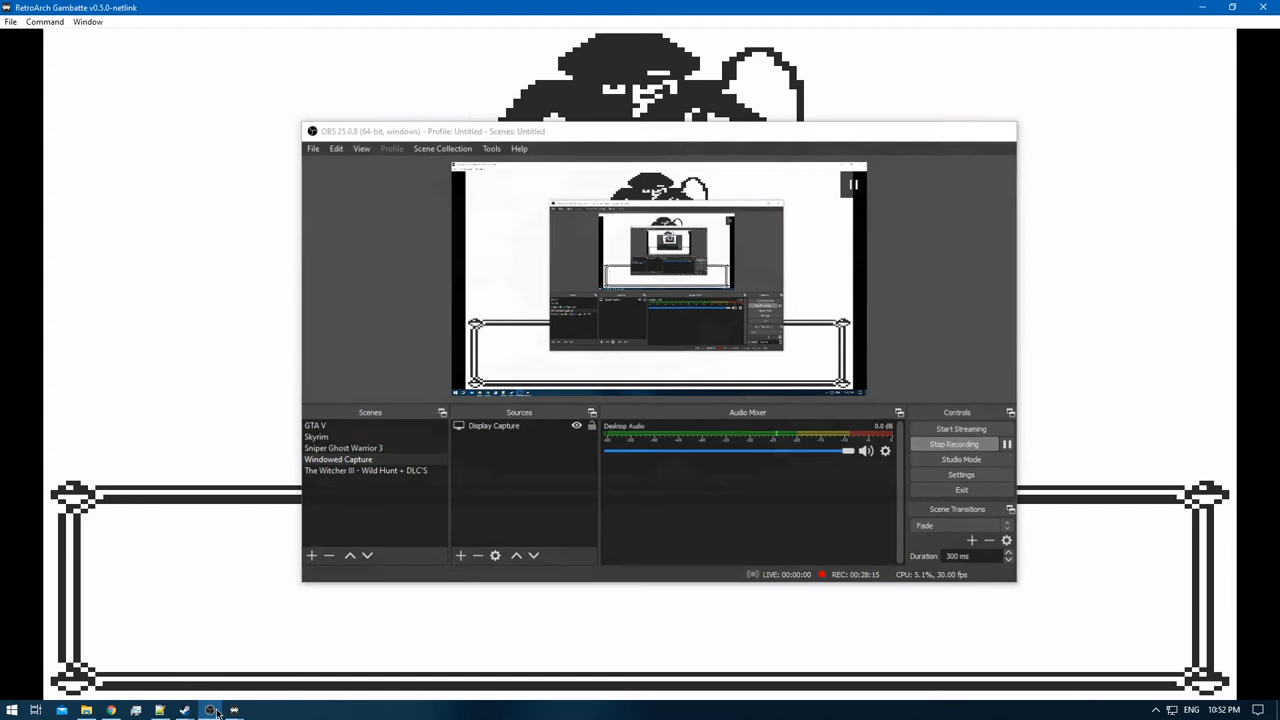 RetroArch Gambatte v0.5.0-netlink
File Command Window
OBS 25.0.8 (64-bit, windows) - Profile: Untitled - Scenes: Untitled
File Edit View Profile Scene Collection Tools Help
Scenes
GTA V
Skyrim
Sniper Ghost Warrior 3
Windowed Capture
The Witcher III - Wild Hunt + DLC'S
Sources
Display Capture
Audio Mixer
Desktop Audio 0.0 dB
Controls
Start Streaming
Stop Recording
Studio Mode
Settings
Exit
Scene Transitions
Fade
Duration 300 ms
LIVE: 00:00:00 REC: 00:28:15 CPU: 5.1%, 30.00 fps
ENG 10:52 PM